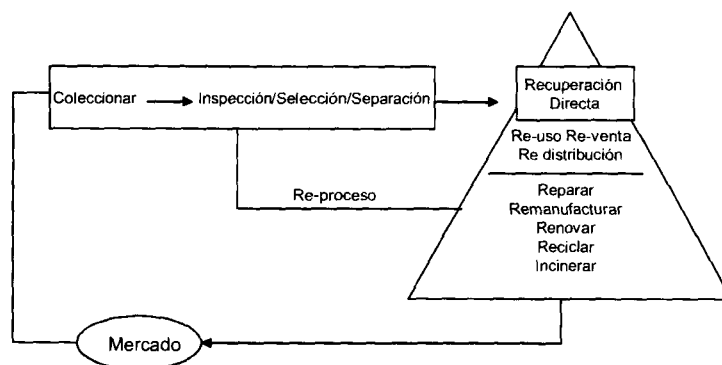 Coleccionar
Inspección/Selección/Separación
Recuperación
Directa
Re-uso Re-venta
Re distribución
Re-proceso
Reparar
Remanufacturar
Renovar
Reciclar
Incinerar
Mercado